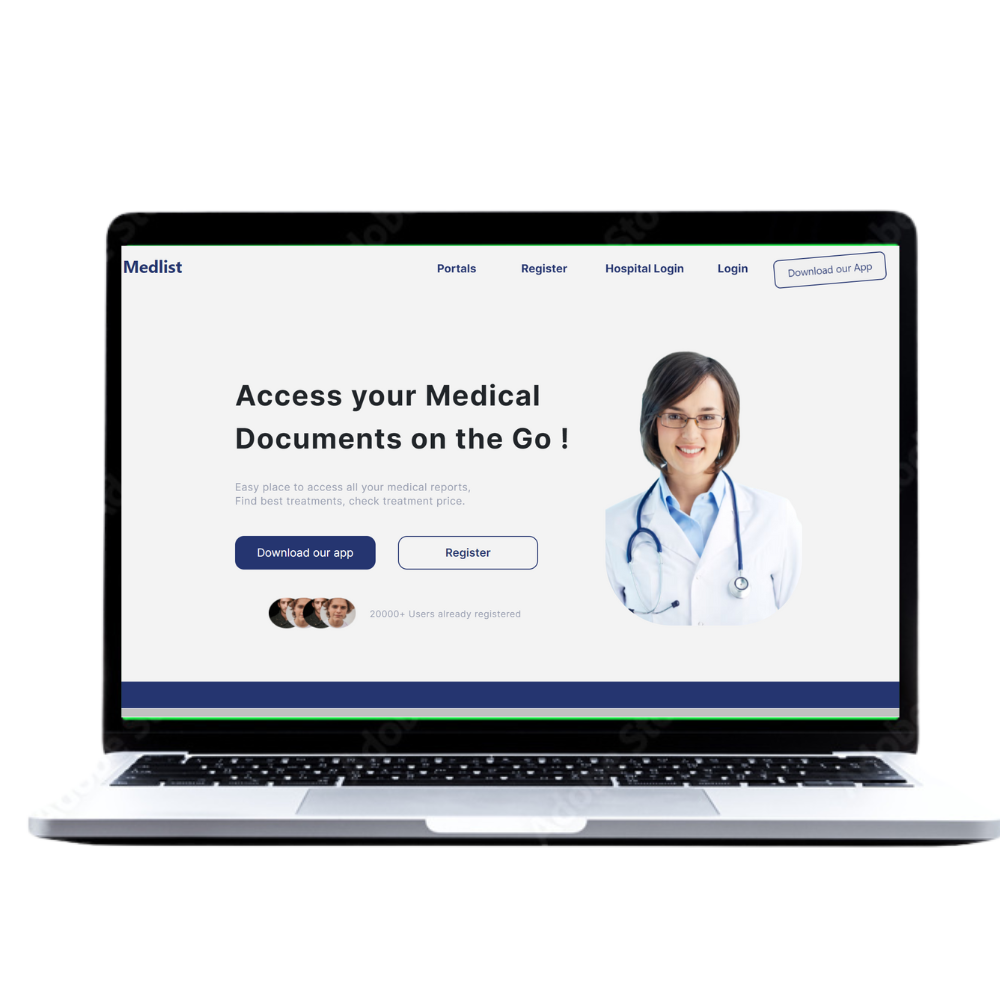 Medlist
Portals
Register
Hospital Login
Login
Download our App
Access your Medical
Documents on the Go !
Easy place to access all your medical reports,
Find best treatments, check treatment price.
Download our app
Register
20000+ Users already registered